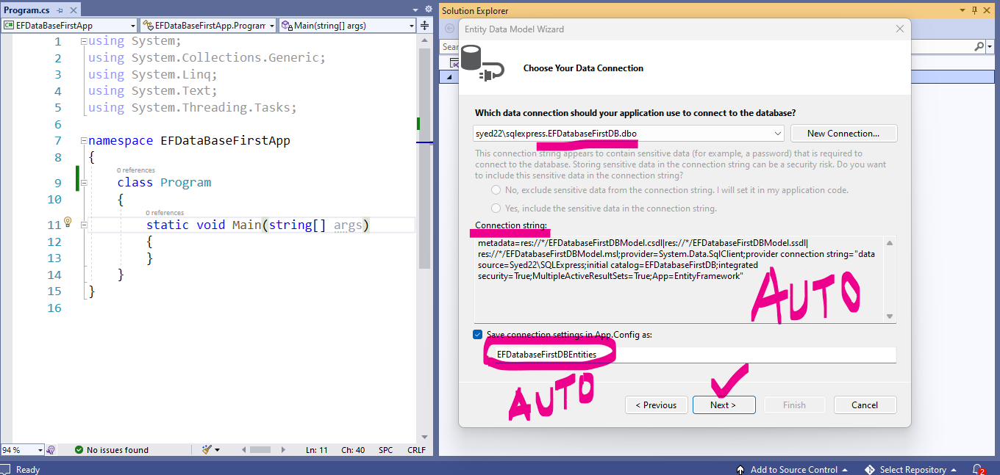 Program.cs
EFDataBaseFirstApp
EFDataBaseFirstApp.Program
Main(string[] args)
1 using System;
2 using System.Collections.Generic;
3 using System.Linq;
4 using System.Text;
5 using System.Threading.Tasks;
6
7 namespace EFDataBaseFirstApp
8 {
0 references
9 class Program
10 {
0 references
11 static void Main(string[] args)
12 {
13 }
14 }
15 }
16
94 %
No issues found
Ln: 11 Ch: 40 SPC CRLF
Solution Explorer
Sear
Entity Data Model Wizard
Choose Your Data Connection
Which data connection should your application use to connect to the database?
syed22\sqlexpress.EFDatabaseFirstDB.dbo
New Connection...
This connection string appears to contain sensitive data (for example, a password) that is required to
connect to the database. Storing sensitive data in the connection string can be a security risk. Do you want
to include this sensitive data in the connection string?
No, exclude sensitive data from the connection string. I will set it in my application code.
Yes, include the sensitive data in the connection string.
Connection string:
metadata=res://*/EFDatabaseFirstDBModel.csdl|res://*/EFDatabaseFirstDBModel.ssdl|
res://*/EFDatabaseFirstDBModel.msl;provider=System.Data.SqlClient;provider connection string="data
source=Syed22\SQLExpress;initial catalog=EFDatabaseFirstDB;integrated
security=True;MultipleActiveResultSets=True;App=EntityFramework"
AUTO
Save connection settings in App.Config as:
EFDatabaseFirstDBEntities
AUTO
< Previous
Next >
Finish
Cancel
Ready
Add to Source Control
Select Repository
2